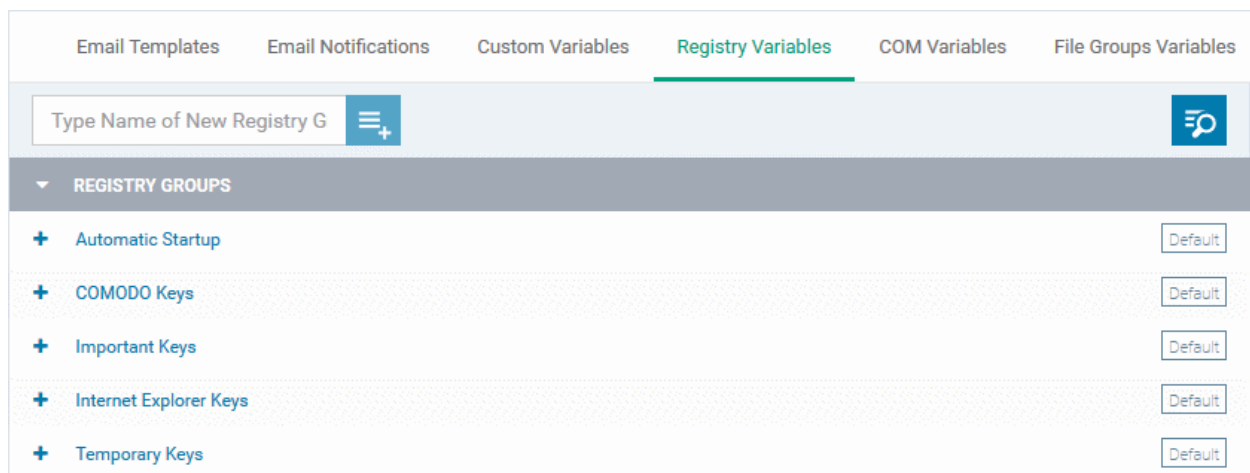 Email Templates Email Notifications Custom Variables Registry Variables COM Variables File Groups Variables
Type Name of New Registry G
REGISTRY GROUPS
Automatic Startup Default
COMODO Keys Default
Important Keys Default
Internet Explorer Keys Default
Temporary Keys Default